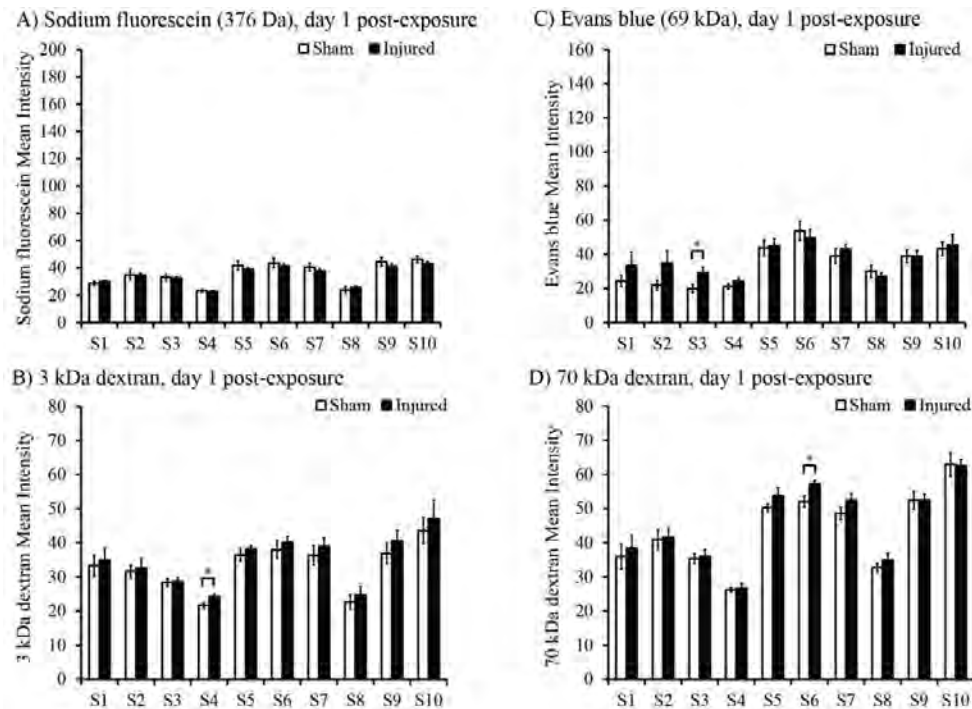 A) Sodium fluorescein (376 Da), day 1 post-exposure
Sham Injured
Sodium fluorescein Mean Intensity
200
180
160
140
120
100
80
60
40
20
0
S1 S2 S3 S4 S5 S6 S7 S8 S9 S10
B) 3 kDa dextran, day 1 post-exposure
Sham Injured
3 kDa dextran Mean Intensity
80
70
60
50
40
30
20
10
0
*
S1 S2 S3 S4 S5 S6 S7 S8 S9 S10
C) Evans blue (69 kDa), day 1 post-exposure
Sham Injured
Evans blue Mean Intensity
160
140
120
100
80
60
40
20
0
*
S1 S2 S3 S4 S5 S6 S7 S8 S9 S10
D) 70 kDa dextran, day 1 post-exposure
Sham Injured
70 kDa dextran Mean Intensity
80
70
60
50
40
30
20
10
0
*
S1 S2 S3 S4 S5 S6 S7 S8 S9 S10